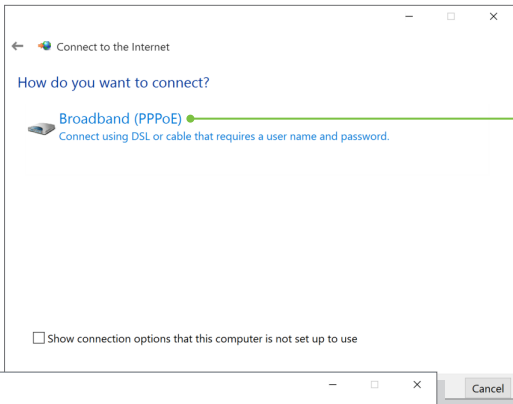 Connect to the Internet
How do you want to connect?
Broadband (PPPoE)
Connect using DSL or cable that requires a user name and password.
Show connection options that this computer is not set up to use
Cancel